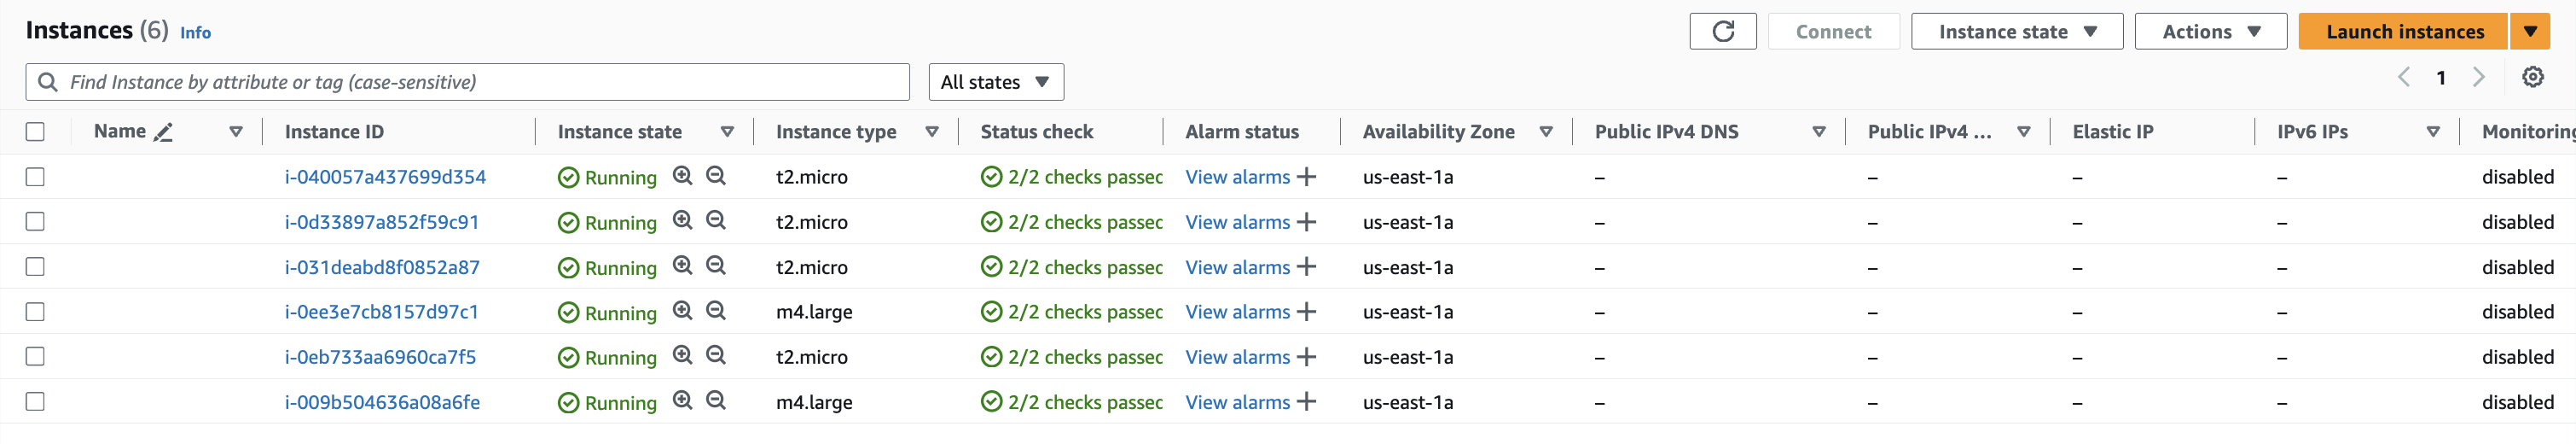 Instances (6) Info Connect Instance state Actions Launch instances
Find Instance by attribute or tag (case-sensitive) All states 1
Name Instance ID Instance state Instance type Status check Alarm status Availability Zone Public IPv4 DNS Public IPv4 ... Elastic IP IPv6 IPs Monitoring
i-040057a437699d354 Running t2.micro 2/2 checks passec View alarms + us-east-1a – – – – disabled
i-0d33897a852f59c91 Running t2.micro 2/2 checks passec View alarms + us-east-1a – – – – disabled
i-031deabd8f0852a87 Running t2.micro 2/2 checks passec View alarms + us-east-1a – – – – disabled
i-0ee3e7cb8157d97c1 Running m4.large 2/2 checks passec View alarms + us-east-1a – – – – disabled
i-0eb733aa6960ca7f5 Running t2.micro 2/2 checks passec View alarms + us-east-1a – – – – disabled
i-009b504636a08a6fe Running m4.large 2/2 checks passec View alarms + us-east-1a – – – – disabled